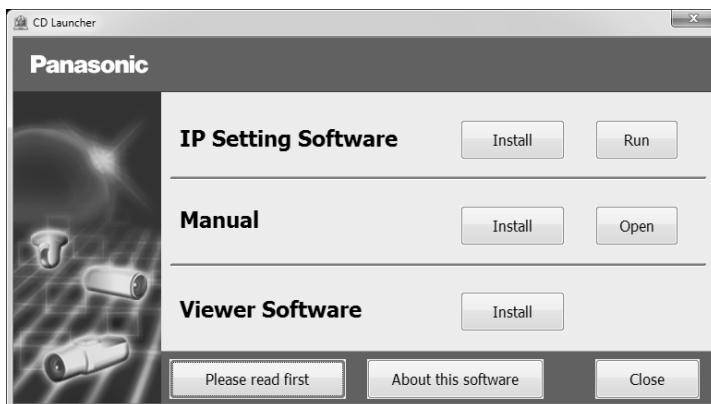 CD Launcher
Panasonic
IP Setting Software Install Run
Manual Install Open
Viewer Software Install
Please read first About this software Close